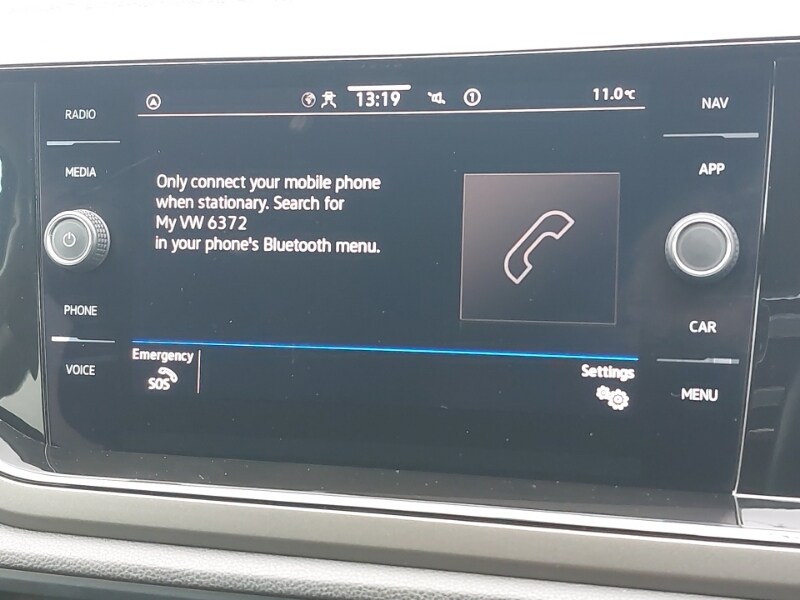 RADIO
MEDIA
PHONE
VOICE
13:19
1
11.0°C
Only connect your mobile phone
when stationary. Search for
My VW 6372
in your phone's Bluetooth menu.
Emergency
SOS
Settings
NAV
APP
CAR
MENU